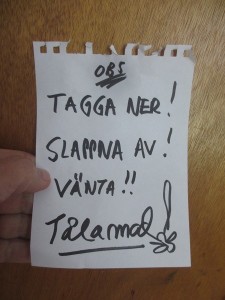 OBS
TAGGA NER!
SLAPPNA AV!
VÄNTA!!
Tålamod!